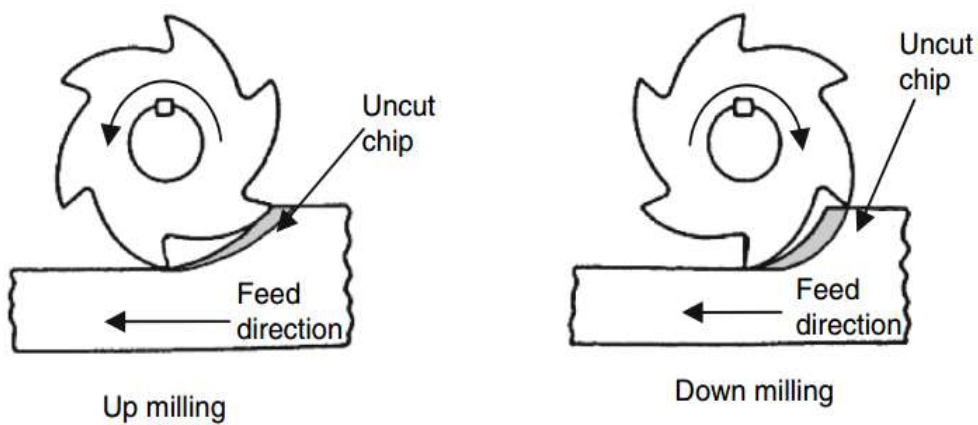 Uncut
chip
Feed
direction
Up milling
Uncut
chip
Feed
direction
Down milling